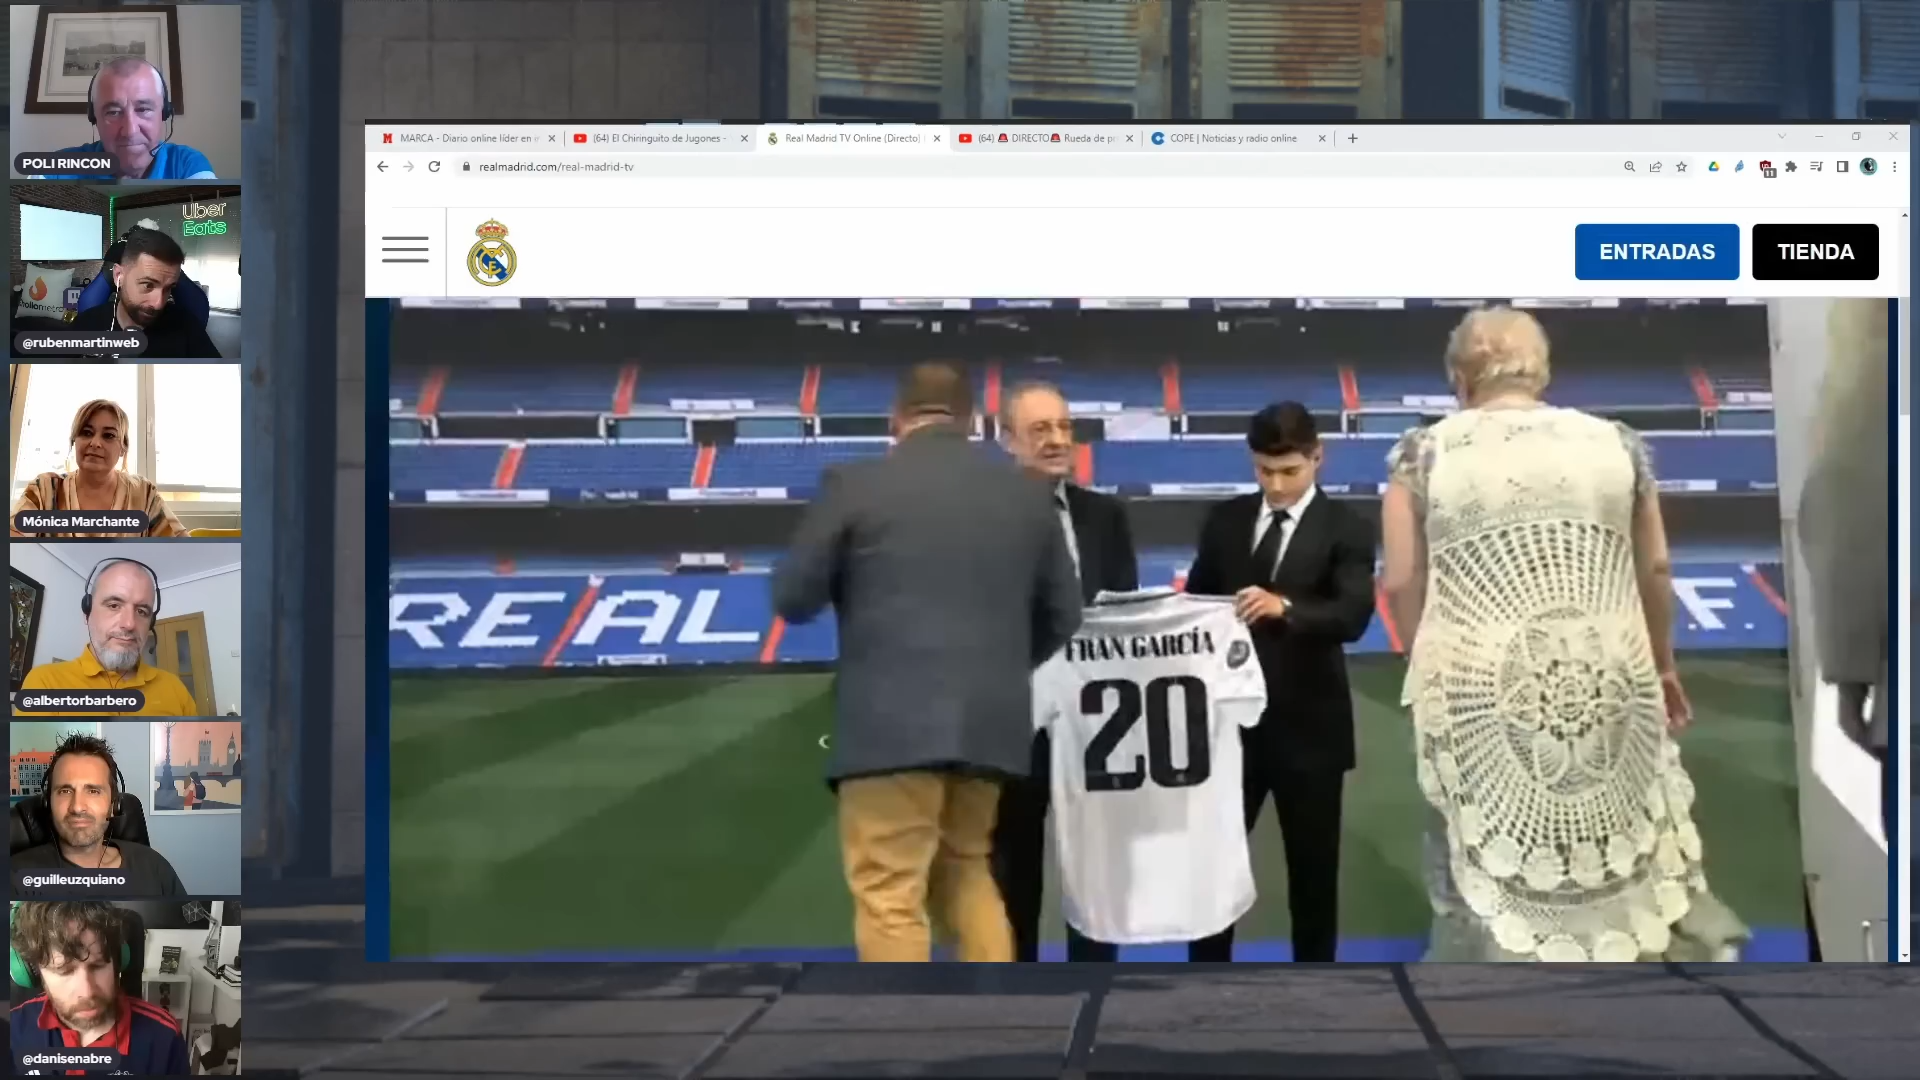 POLI RINCON
Uber
Eats
@rubenmartinweb
Mónica Marchante
@albertorbarbero
@guilleuzquiano
@danisenabre
MARCA - Diario online líder en i
(64) El Chiringuito de Jugones -
Real Madrid TV Online (Directo)
(64) 🚨 DIRECTO🚨 Rueda de p
COPE | Noticias y radio online
realmadrid.com/real-madrid-tv
11
ENTRADAS
TIENDA
REAL
F.
FRAN GARCÍA
20